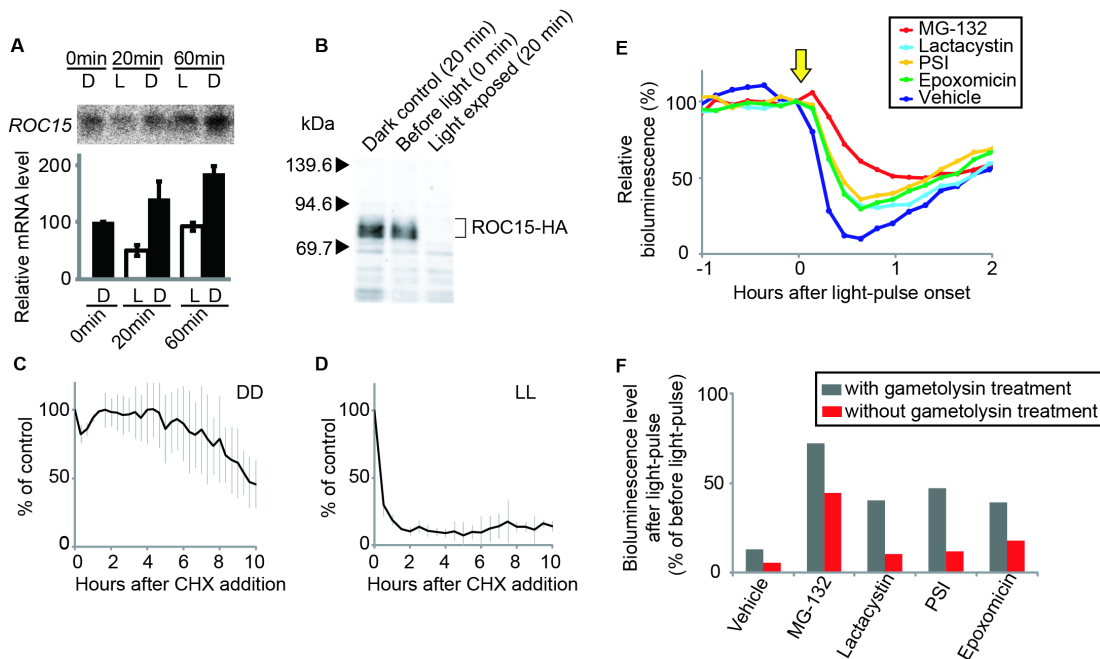 A
0min 20min 60min
D L D L D
ROC15
Relative mRNA level
200
100
0
D L D L D
0min 20min 60min
B
Dark control (20 min)
Before light (0 min)
Light exposed (20 min)
kDa
139.6
94.6
69.7
ROC15-HA
C
DD
% of control
100
50
0
0 2 4 6 8 10
Hours after CHX addition
D
LL
% of control
100
50
0
0 2 4 6 8 10
Hours after CHX addition
E
MG-132
Lactacystin
PSI
Epoxomicin
Vehicle
Relative
bioluminescence (%)
100
50
0
-1 0 1 2
Hours after light-pulse onset
F
with gametolysin treatment
without gametolysin treatment
Bioluminescence level
after light-pulse
(% of before light-pulse)
100
50
0
Vehicle
MG-132
Lactacystin
PSI
Epoxomicin